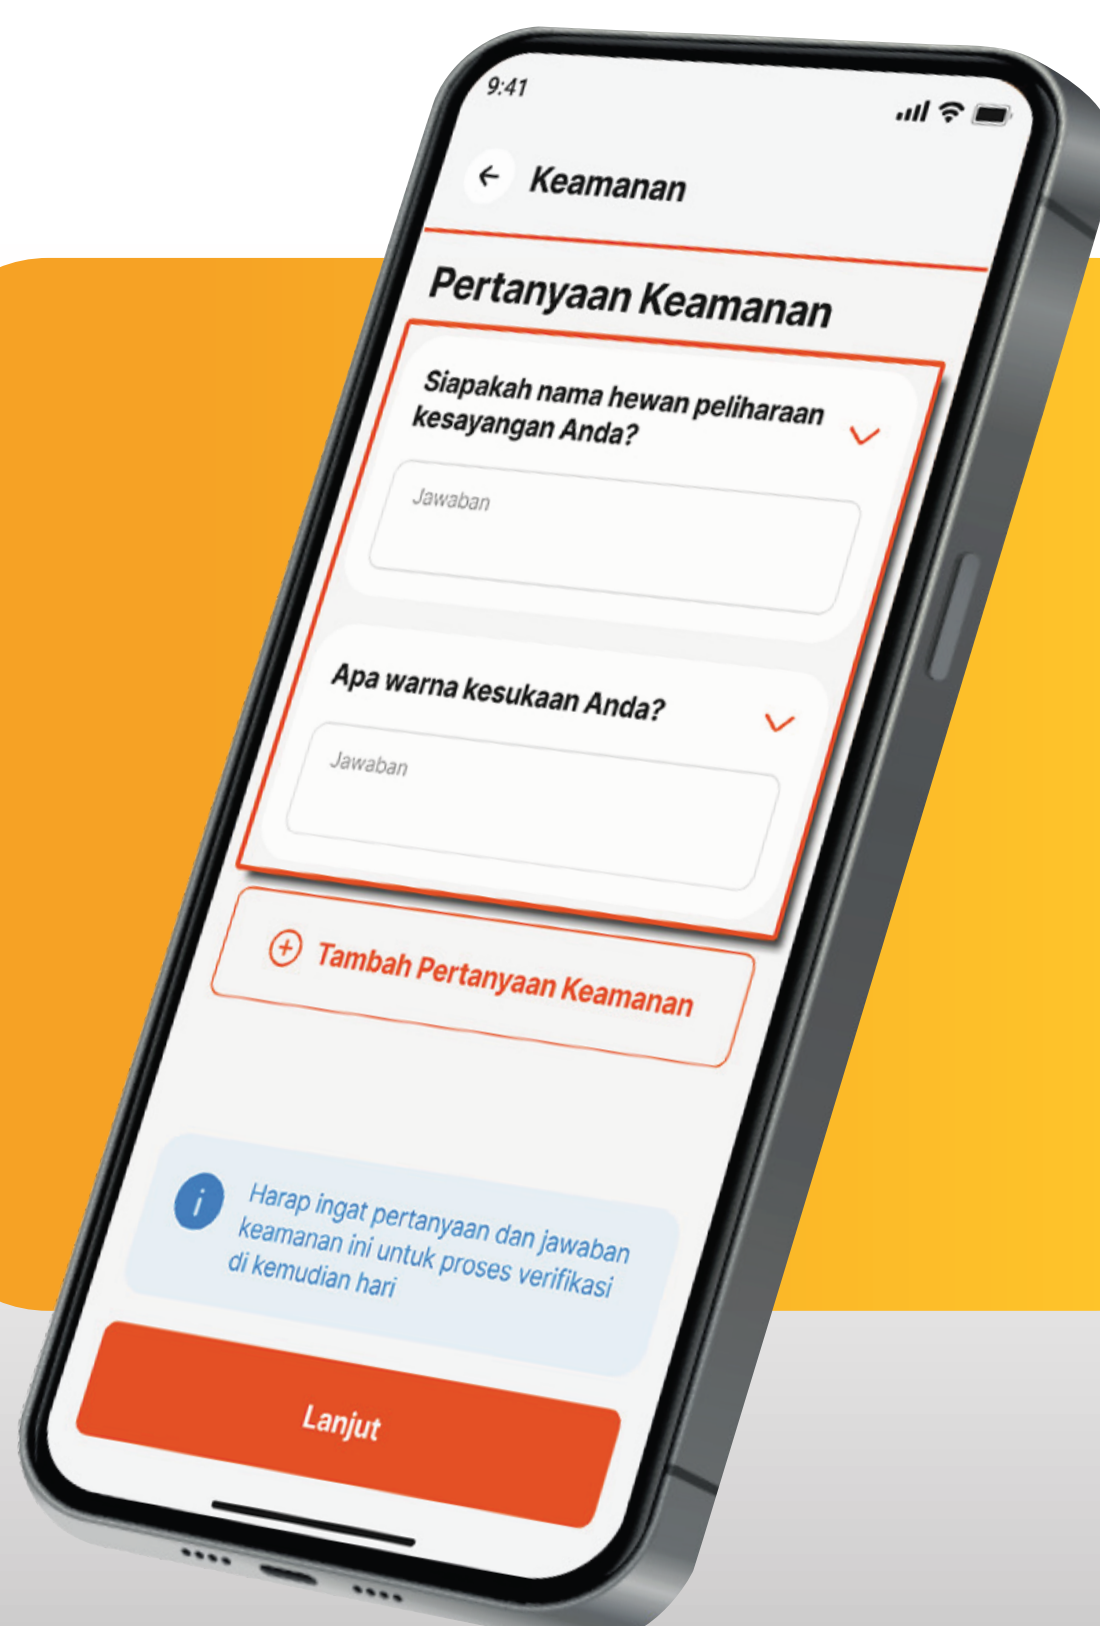 9:41
Keamanan
Pertanyaan Keamanan
Siapakah nama hewan peliharaan
kesayangan Anda?
Jawaban
Apa warna kesukaan Anda?
Jawaban
Tambah Pertanyaan Keamanan
Harap ingat pertanyaan dan jawaban
keamanan ini untuk proses verifikasi
di kemudian hari
Lanjut